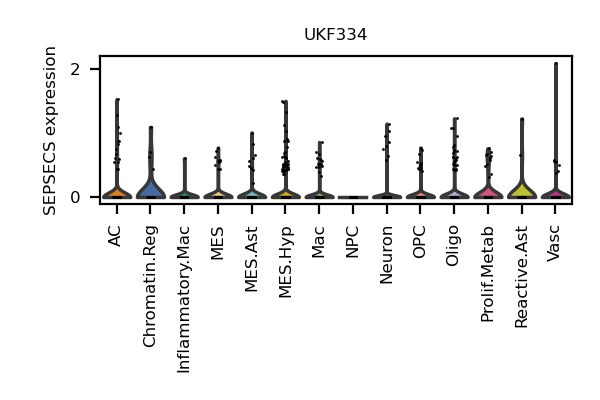 UKF334
SEPSECS expression
2
0
AC
Chromatin.Reg
Inflammatory.Mac
MES
MES.Ast
MES.Hyp
Mac
NPC
Neuron
OPC
Oligo
Prolif.Metab
Reactive.Ast
Vasc